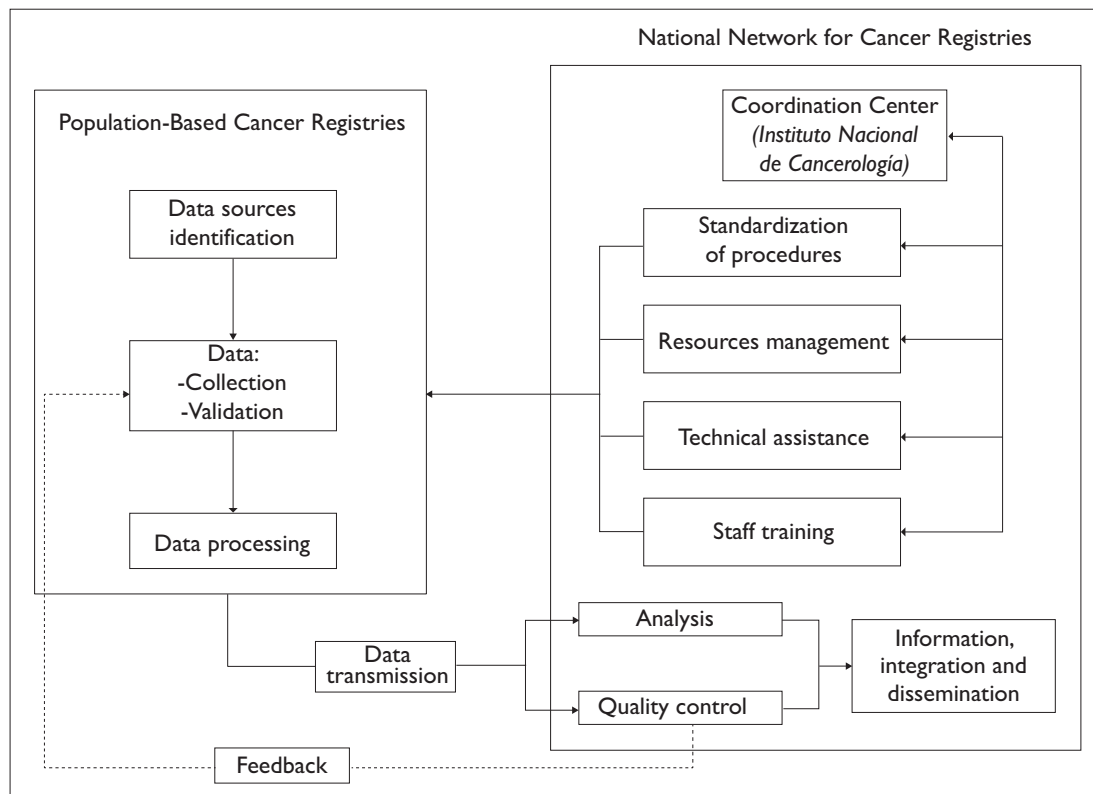 National Network for Cancer Registries
Population-Based Cancer Registries
Data sources
identification
Data:
-Collection
-Validation
Data processing
Coordination Center
(Instituto Nacional
de Cancerología)
Standardization
of procedures
Resources management
Technical assistance
Staff training
Data
transmission
Analysis
Quality control
Information,
integration and
dissemination
Feedback